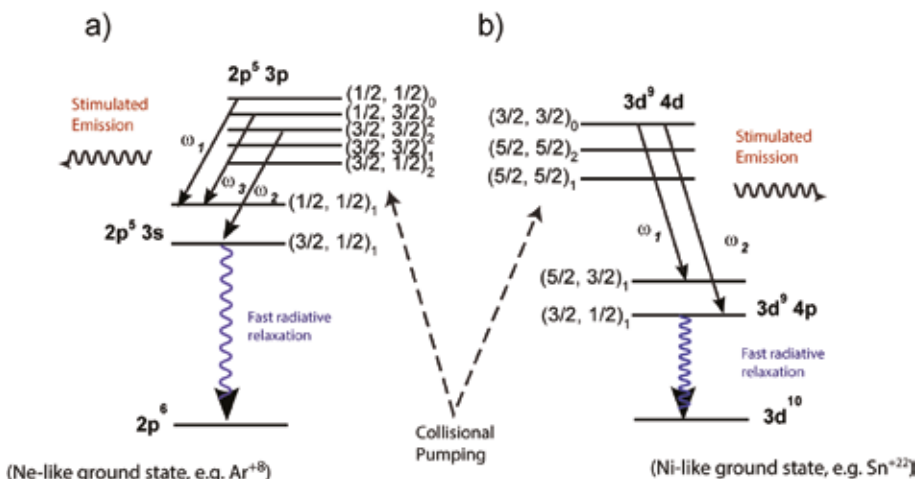 a)
2p⁵ 3p
Stimulated
Emission
(1/2, 1/2)₀
(1/2, 3/2)₂
(3/2, 3/2)₂
(3/2, 3/2)₁
(3/2, 1/2)₂
ω₁
ω₃
ω₂
(1/2, 1/2)₁
2p⁵ 3s
(3/2, 1/2)₁
Fast radiative
relaxation
2p⁶
(Ne-like ground state, e.g. Ar⁺⁸)
Collisional
Pumping
b)
3d⁹ 4d
(3/2, 3/2)₀
(5/2, 5/2)₂
(5/2, 5/2)₁
Stimulated
Emission
ω₁
ω₂
(5/2, 3/2)₁
(3/2, 1/2)₁
3d⁹ 4p
Fast radiative
relaxation
3d¹⁰
(Ni-like ground state, e.g. Sn⁺²²)